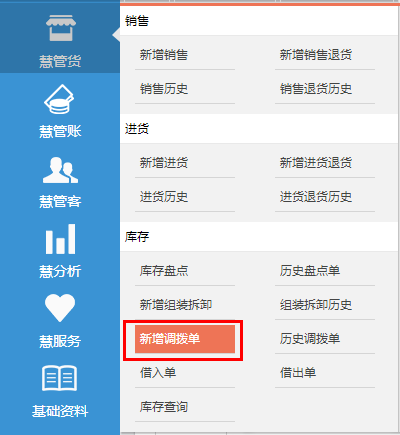 慧管货
慧管账
慧管客
慧分析
慧服务
基础资料
销售
新增销售 新增销售退货
销售历史 销售退货历史
进货
新增进货 新增进货退货
进货历史 进货退货历史
库存
库存盘点 历史盘点单
新增组装拆卸 组装拆卸历史
新增调拨单 历史调拨单
借入单 借出单
库存查询